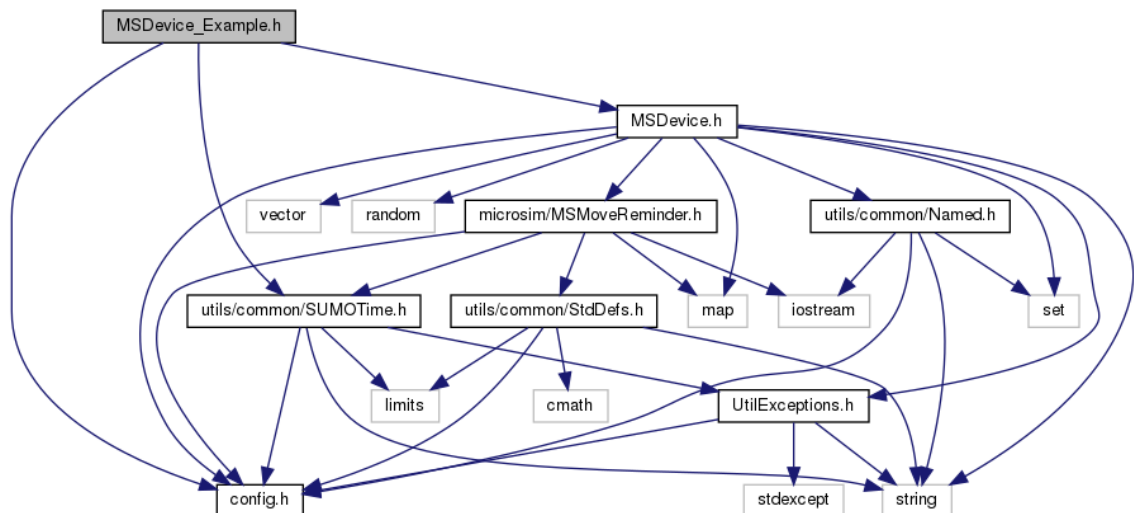 MSDevice_Example.h
MSDevice.h
vector
random
microsim/MSMoveReminder.h
utils/common/Named.h
utils/common/SUMOTime.h
utils/common/StdDefs.h
map
iostream
set
limits
cmath
UtilExceptions.h
config.h
stdexcept
string